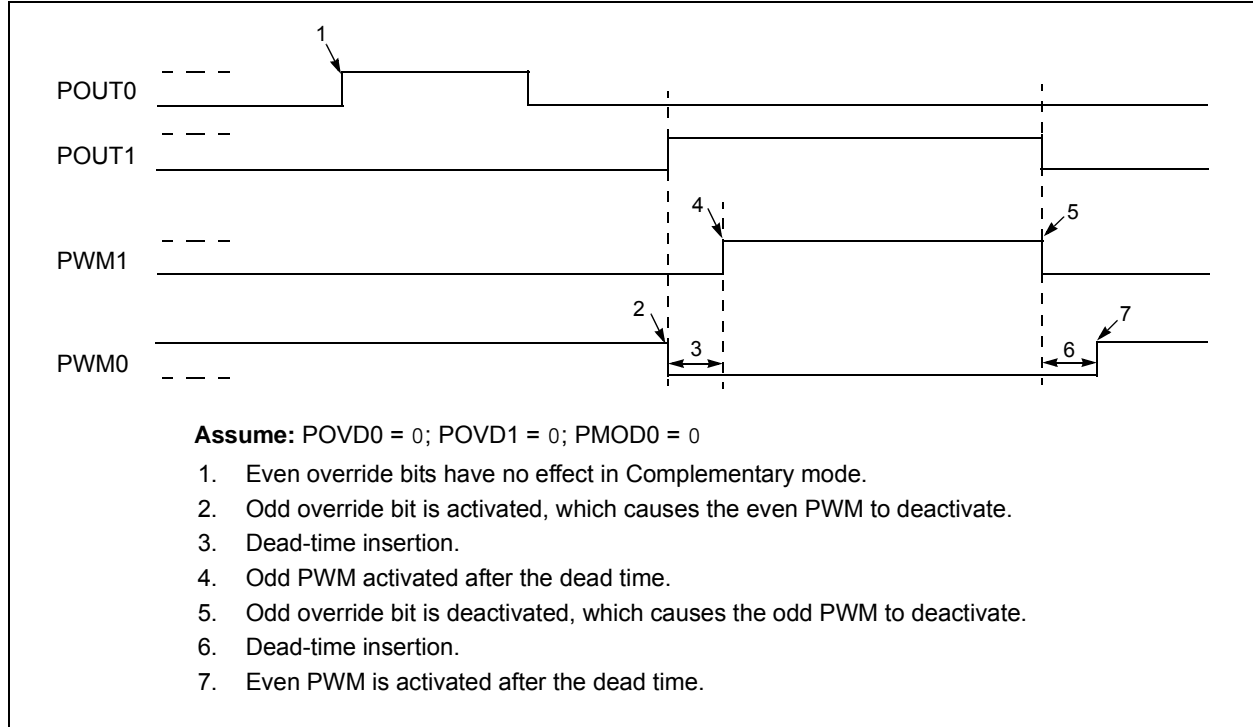 1
POUT0
POUT1
4
5
PWM1
2
7
3
6
PWM0
Assume: POVD0 = 0; POVD1 = 0; PMOD0 = 0
1. Even override bits have no effect in Complementary mode.
2. Odd override bit is activated, which causes the even PWM to deactivate.
3. Dead-time insertion.
4. Odd PWM activated after the dead time.
5. Odd override bit is deactivated, which causes the odd PWM to deactivate.
6. Dead-time insertion.
7. Even PWM is activated after the dead time.